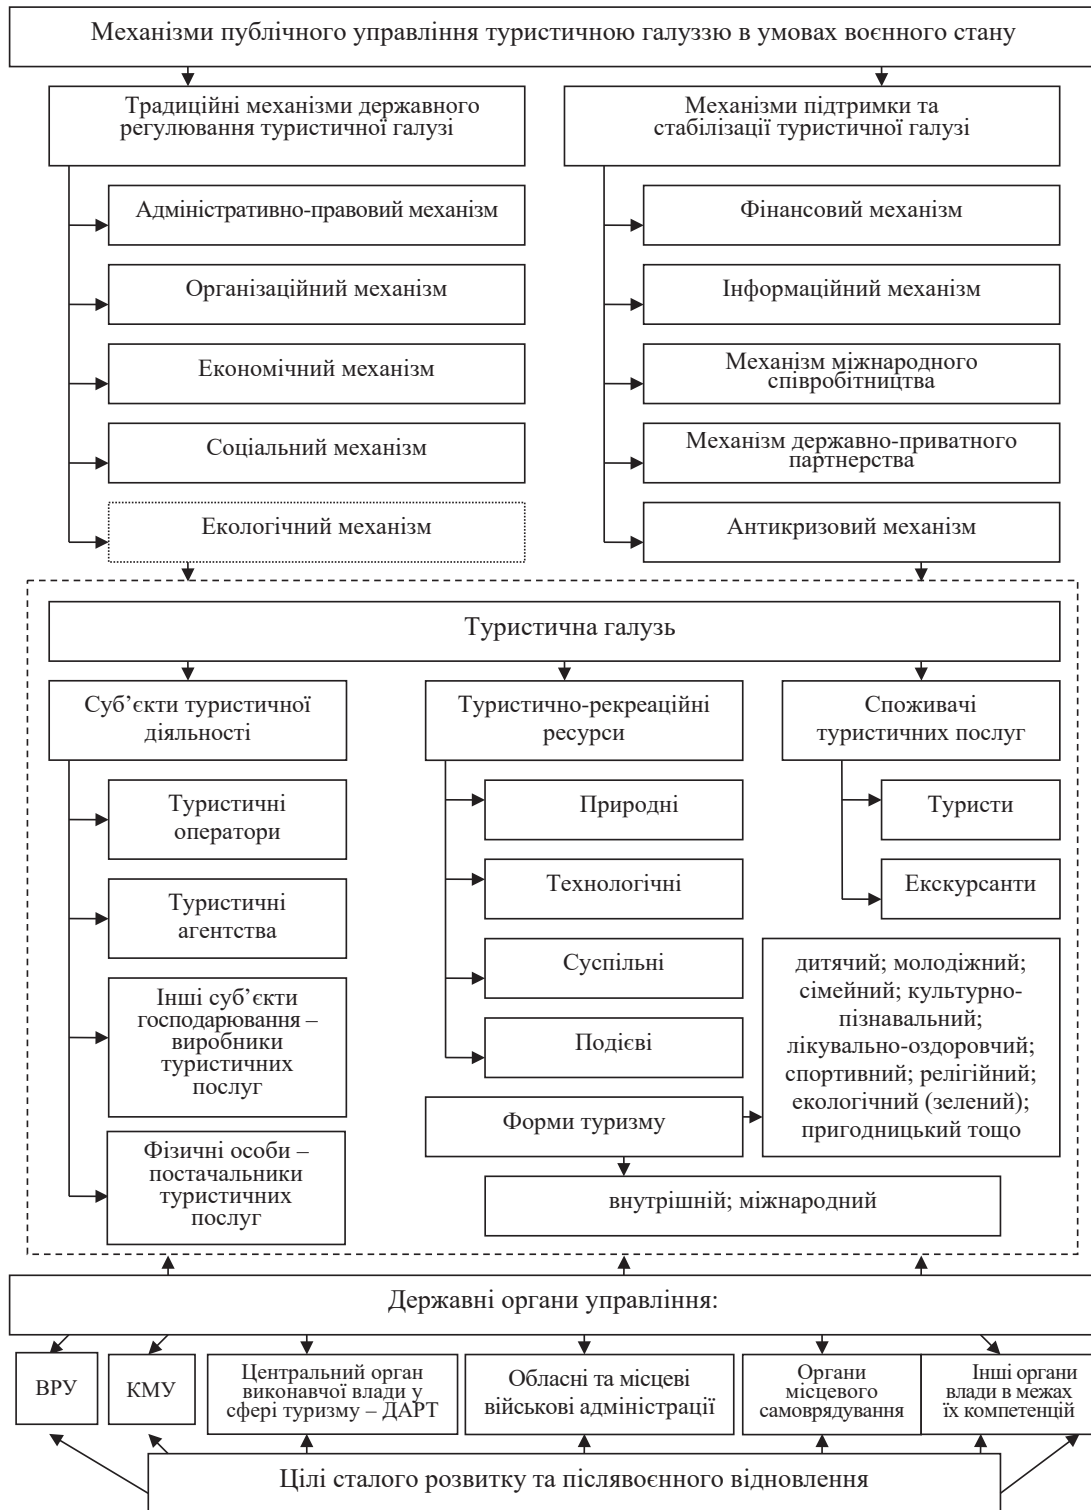 Механізми публічного управління туристичною галуззю в умовах воєнного стану
Традиційні механізми державного
регулювання туристичної галузі
Адміністративно-правовий механізм
Організаційний механізм
Економічний механізм
Соціальний механізм
Екологічний механізм
Механізми підтримки та
стабілізації туристичної галузі
Фінансовий механізм
Інформаційний механізм
Механізм міжнародного
співробітництва
Механізм державно-приватного
партнерства
Антикризовий механізм
Туристична галузь
Суб’єкти туристичної
діяльності
Туристичні
оператори
Туристичні
агентства
Інші суб’єкти
господарювання –
виробники
туристичних
послуг
Фізичні особи –
постачальники
туристичних
послуг
Туристично-рекреаційні
ресурси
Природні
Технологічні
Суспільні
Подієві
Форми туризму
внутрішній; міжнародний
Споживачі
туристичних послуг
Туристи
Екскурсанти
дитячий; молодіжний;
сімейний; культурно-
пізнавальний;
лікувально-оздоровчий;
спортивний; релігійний;
екологічний (зелений);
пригодницький тощо
Державні органи управління:
ВРУ
КМУ
Центральний орган
виконавчої влади у
сфері туризму – ДАРТ
Обласні та місцеві
військові адміністрації
Органи
місцевого
самоврядування
Інші органи
влади в межах
їх компетенцій
Цілі сталого розвитку та післявоєнного відновлення